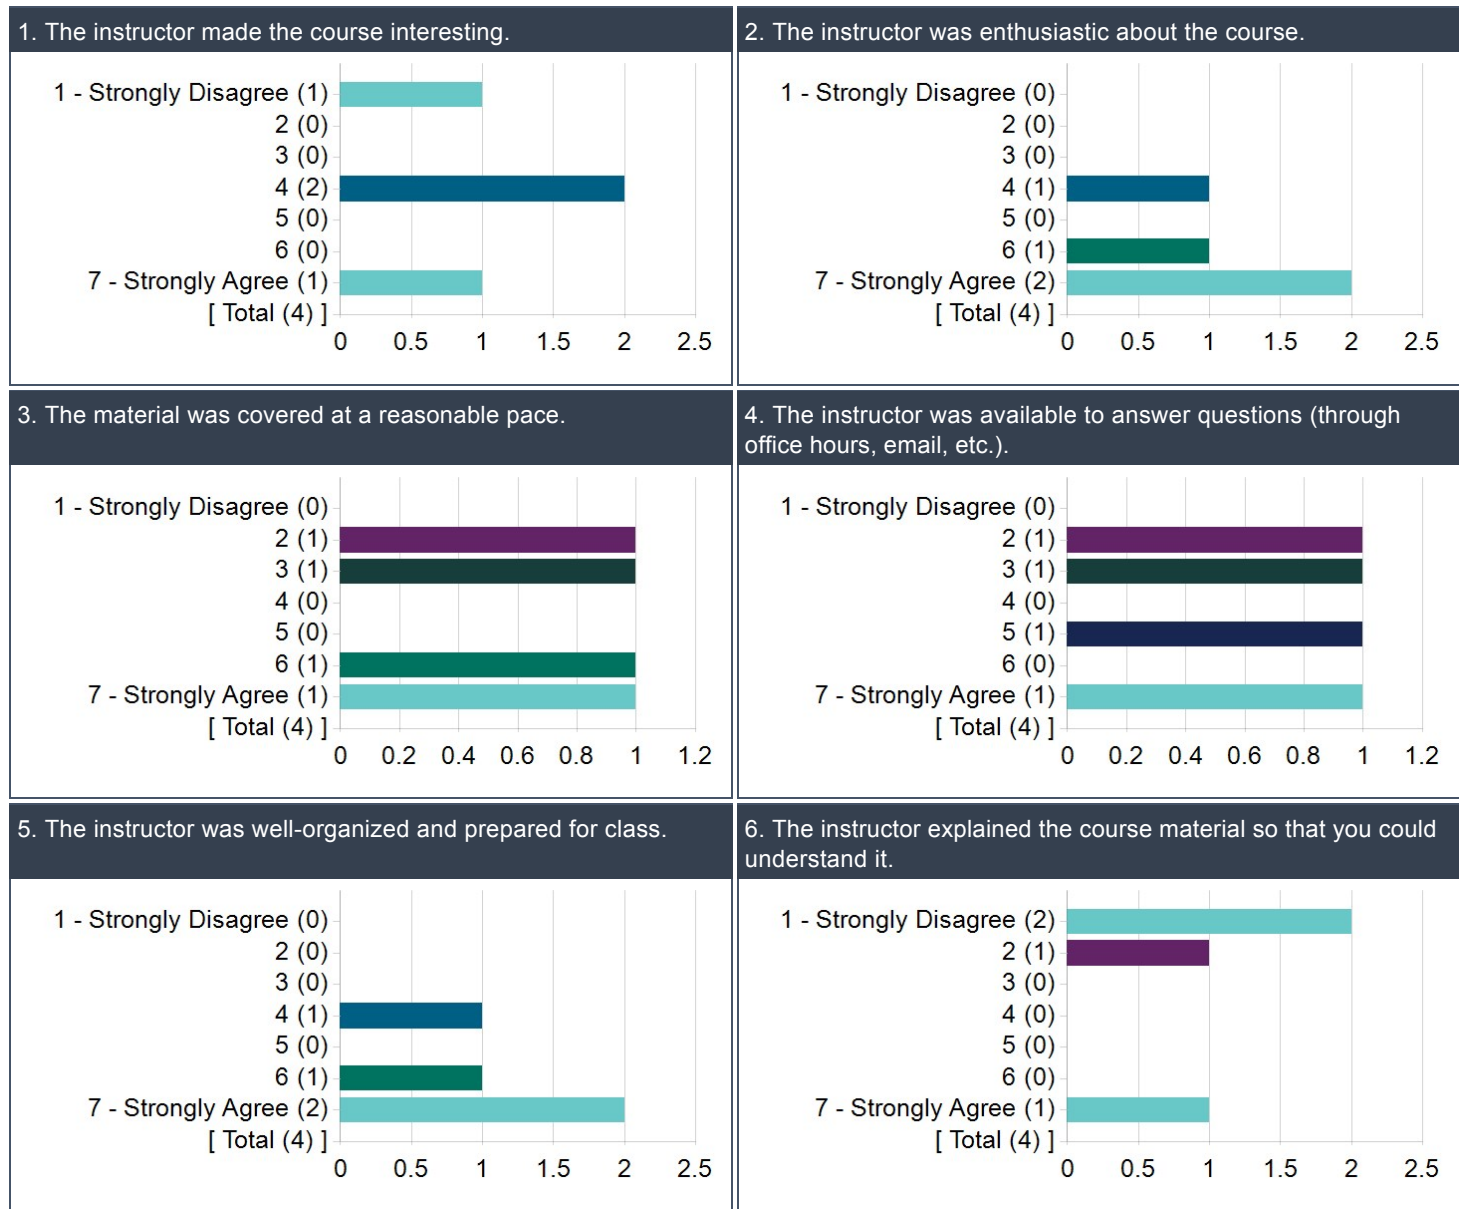 1. The instructor made the course interesting.
1 - Strongly Disagree (1)
2 (0)
3 (0)
4 (2)
5 (0)
6 (0)
7 - Strongly Agree (1)
[ Total (4) ]
0 0.5 1 1.5 2 2.5
2. The instructor was enthusiastic about the course.
1 - Strongly Disagree (0)
2 (0)
3 (0)
4 (1)
5 (0)
6 (1)
7 - Strongly Agree (2)
[ Total (4) ]
0 0.5 1 1.5 2 2.5
3. The material was covered at a reasonable pace.
1 - Strongly Disagree (0)
2 (1)
3 (1)
4 (0)
5 (0)
6 (1)
7 - Strongly Agree (1)
[ Total (4) ]
0 0.2 0.4 0.6 0.8 1 1.2
4. The instructor was available to answer questions (through
office hours, email, etc.).
1 - Strongly Disagree (0)
2 (1)
3 (1)
4 (0)
5 (1)
6 (0)
7 - Strongly Agree (1)
[ Total (4) ]
0 0.2 0.4 0.6 0.8 1 1.2
5. The instructor was well-organized and prepared for class.
1 - Strongly Disagree (0)
2 (0)
3 (0)
4 (1)
5 (0)
6 (1)
7 - Strongly Agree (2)
[ Total (4) ]
0 0.5 1 1.5 2 2.5
6. The instructor explained the course material so that you could
understand it.
1 - Strongly Disagree (2)
2 (1)
3 (0)
4 (0)
5 (0)
6 (0)
7 - Strongly Agree (1)
[ Total (4) ]
0 0.5 1 1.5 2 2.5